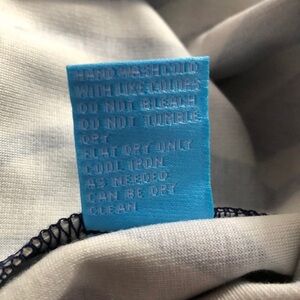 HAND WASH COLD
WITH LIKE COLORS
DO NOT BLEACH
DO NOT TUMBLE
DRY
FLAT DRY ONLY
COOL IRON
AS NEEDED
CAN BE DRY
CLEAN